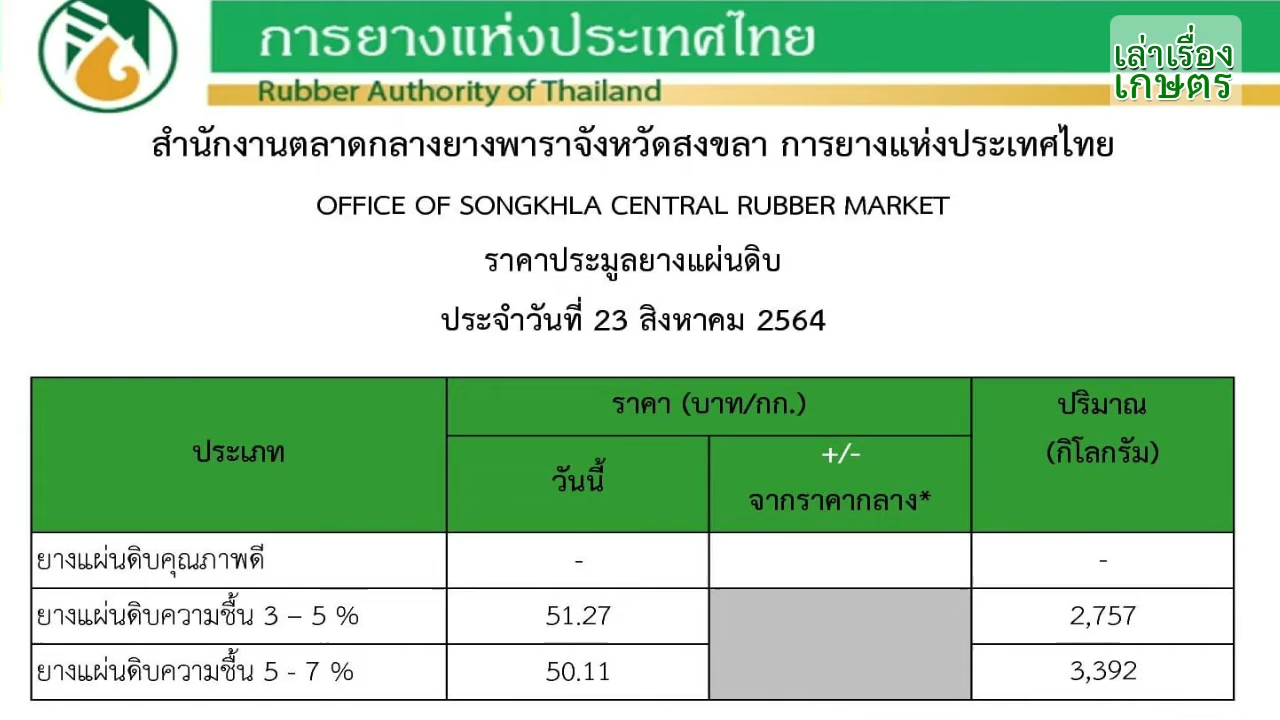 การยางแห่งประเทศไทย
Rubber Authority of Thailand
เล่าเรื่อง
เกษตร
สำนักงานตลาดกลางยางพาราจังหวัดสงขลา การยางแห่งประเทศไทย
OFFICE OF SONGKHLA CENTRAL RUBBER MARKET
ราคาประมูลยางแผ่นดิบ
ประจำวันที่ 23 สิงหาคม 2564
ประเภท
ราคา (บาท/กก.)
ปริมาณ
(กิโลกรัม)
วันนี้
+/-
จากราคากลาง*
ยางแผ่นดิบคุณภาพดี - -
ยางแผ่นดิบความชื้น 3 – 5 % 51.27 2,757
ยางแผ่นดิบความชื้น 5 - 7 % 50.11 3,392